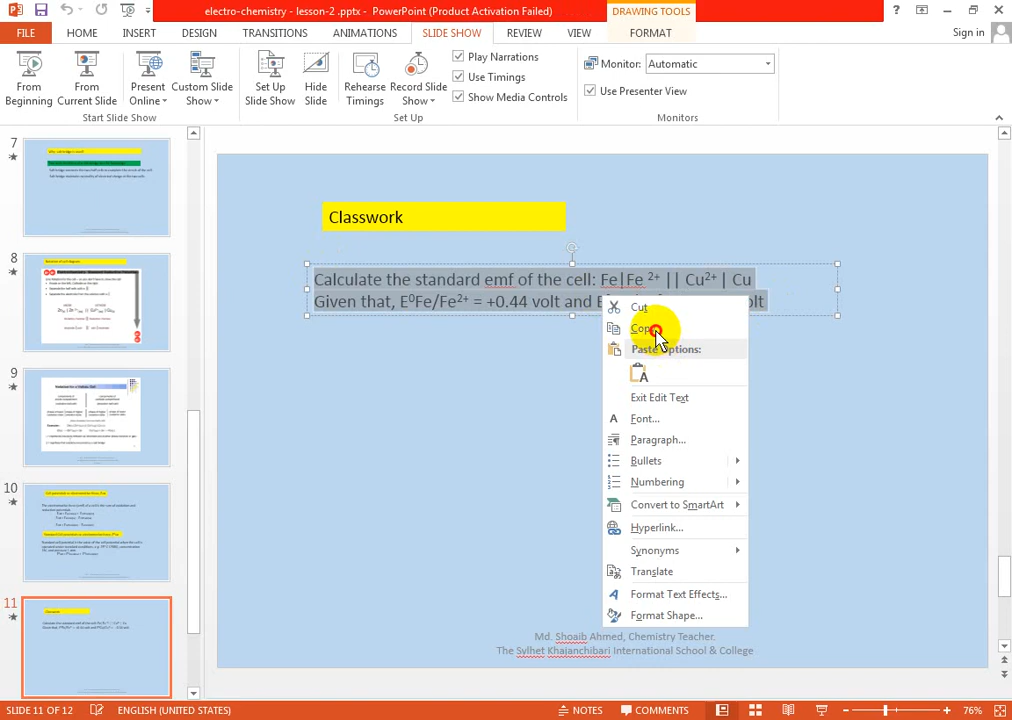 electro-chemistry - lesson-2 .pptx - PowerPoint (Product Activation Failed)
DRAWING TOOLS
FILE HOME INSERT DESIGN TRANSITIONS ANIMATIONS SLIDE SHOW REVIEW VIEW FORMAT Sign in
From Beginning
From Current Slide
Present Online
Custom Slide Show
Set Up Slide Show
Hide Slide
Rehearse Timings
Record Slide Show
Play Narrations
Use Timings
Show Media Controls
Monitor: Automatic
Use Presenter View
Start Slide Show
Set Up
Monitors
7
8
9
10
11
Classwork
Calculate the standard emf of the cell: Fe|Fe ²⁺ || Cu²⁺ | Cu
Given that, E⁰Fe/Fe²⁺ = +0.44 volt and
Cut
Paste Options:
Exit Edit Text
Font...
Paragraph...
Bullets
Numbering
Convert to SmartArt
Hyperlink...
Synonyms
Translate
Format Text Effects...
Format Shape...
Md. Shoaib Ahmed, Chemistry Teacher.
The Sylhet Khajanchibari International School & College
SLIDE 11 OF 12 ENGLISH (UNITED STATES) NOTES COMMENTS 76%